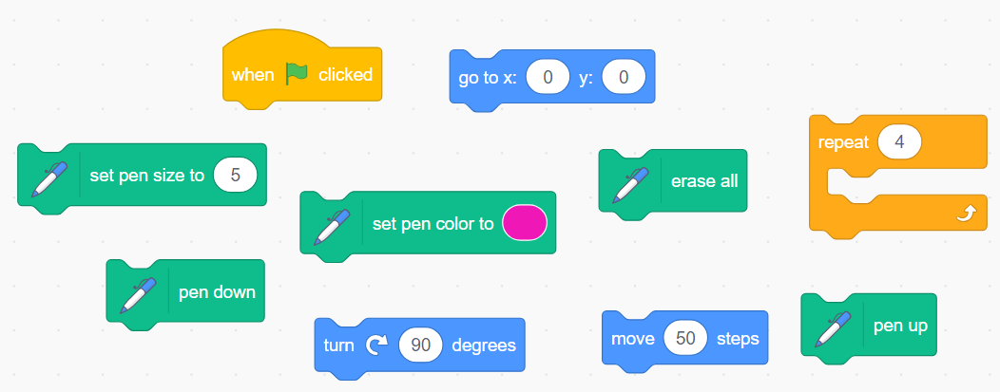 when clicked
go to x: 0 y: 0
set pen size to 5
set pen color to
erase all
repeat 4
pen down
turn 90 degrees
move 50 steps
pen up